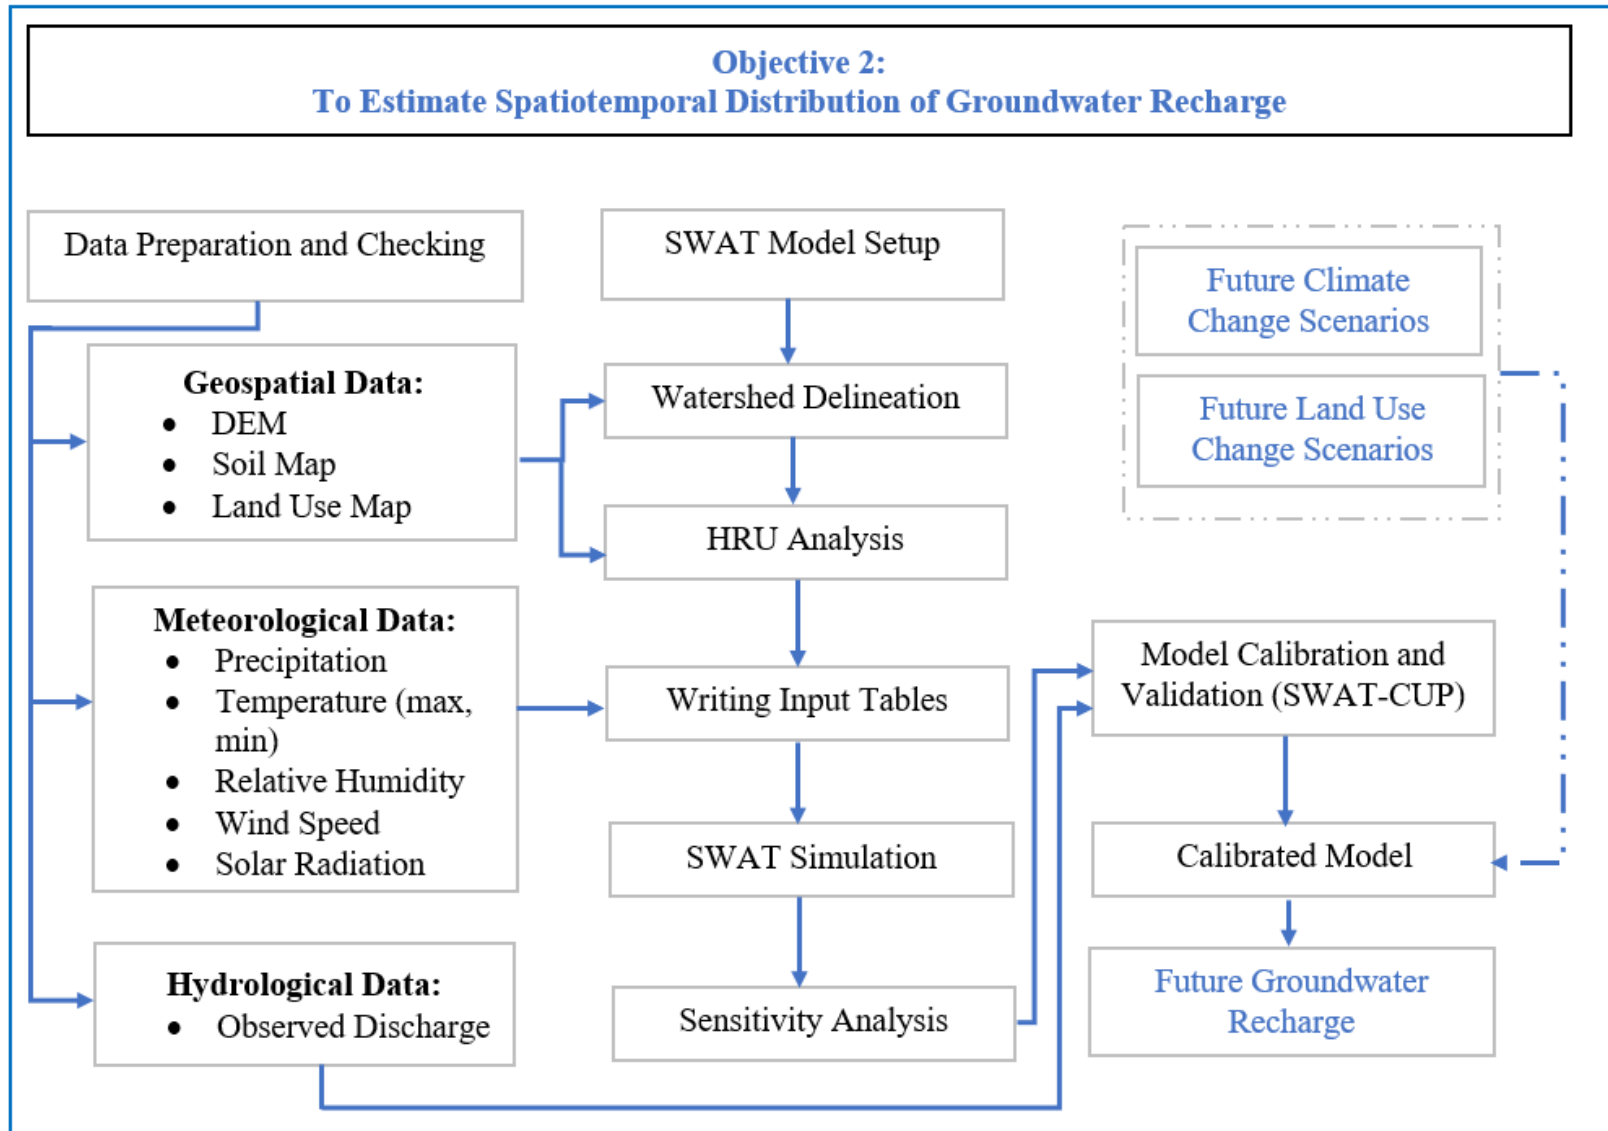 Objective 2:
To Estimate Spatiotemporal Distribution of Groundwater Recharge
Data Preparation and Checking
Geospatial Data:
• DEM
• Soil Map
• Land Use Map
Meteorological Data:
• Precipitation
• Temperature (max,
min)
• Relative Humidity
• Wind Speed
• Solar Radiation
Hydrological Data:
• Observed Discharge
SWAT Model Setup
Watershed Delineation
HRU Analysis
Writing Input Tables
SWAT Simulation
Sensitivity Analysis
Future Climate
Change Scenarios
Future Land Use
Change Scenarios
Model Calibration and
Validation (SWAT-CUP)
Calibrated Model
Future Groundwater
Recharge